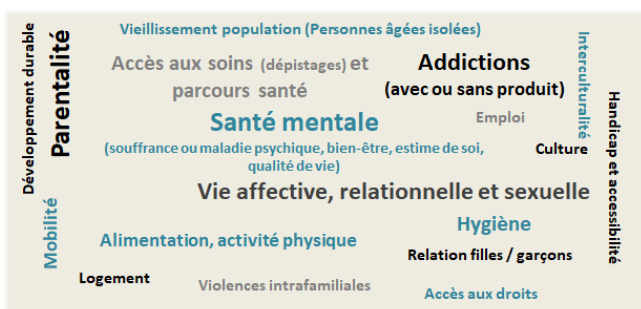 Développement durable
Parentalité
Vieillissement population (Personnes âgées isolées)
Accès aux soins (dépistages) et
parcours santé
Addictions
(avec ou sans produit)
Interculturalité
Handicap et accessibilité
Santé mentale
(souffrance ou maladie psychique, bien-être, estime de soi,
qualité de vie)
Emploi
Culture
Vie affective, relationnelle et sexuelle
Mobilité
Alimentation, activité physique
Hygiène
Relation filles / garçons
Logement
Violences intrafamiliales
Accès aux droits